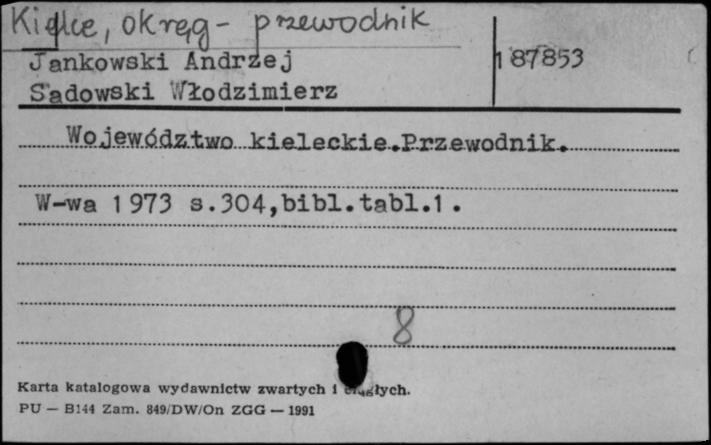 Kielce, okręg - przewodnik
Jankowski Andrzej
187853
Sadowski Włodzimierz
Województwo kieleckie.Przewodnik.
W-wa 1973 s.304,bibl.tabl.1.
8
Karta katalogowa wydawnictw zwartych i ciągłych.
PU — B144 Zam. 849/DW/On ZGG — 1991